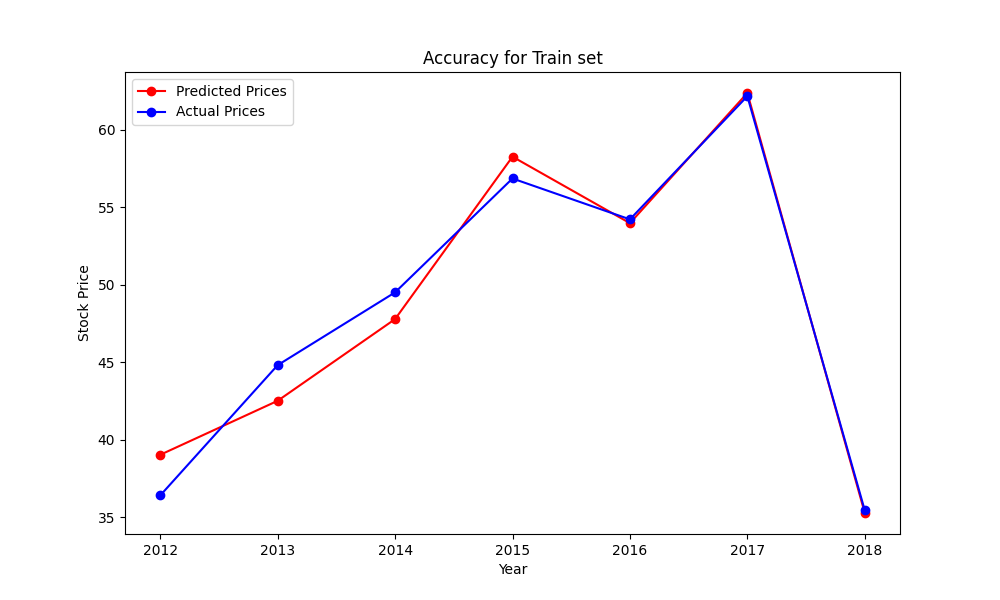 Accuracy for Train set
Predicted Prices
Actual Prices
60
55
50
45
40
35
Stock Price
2012 2013 2014 2015 2016 2017 2018
Year